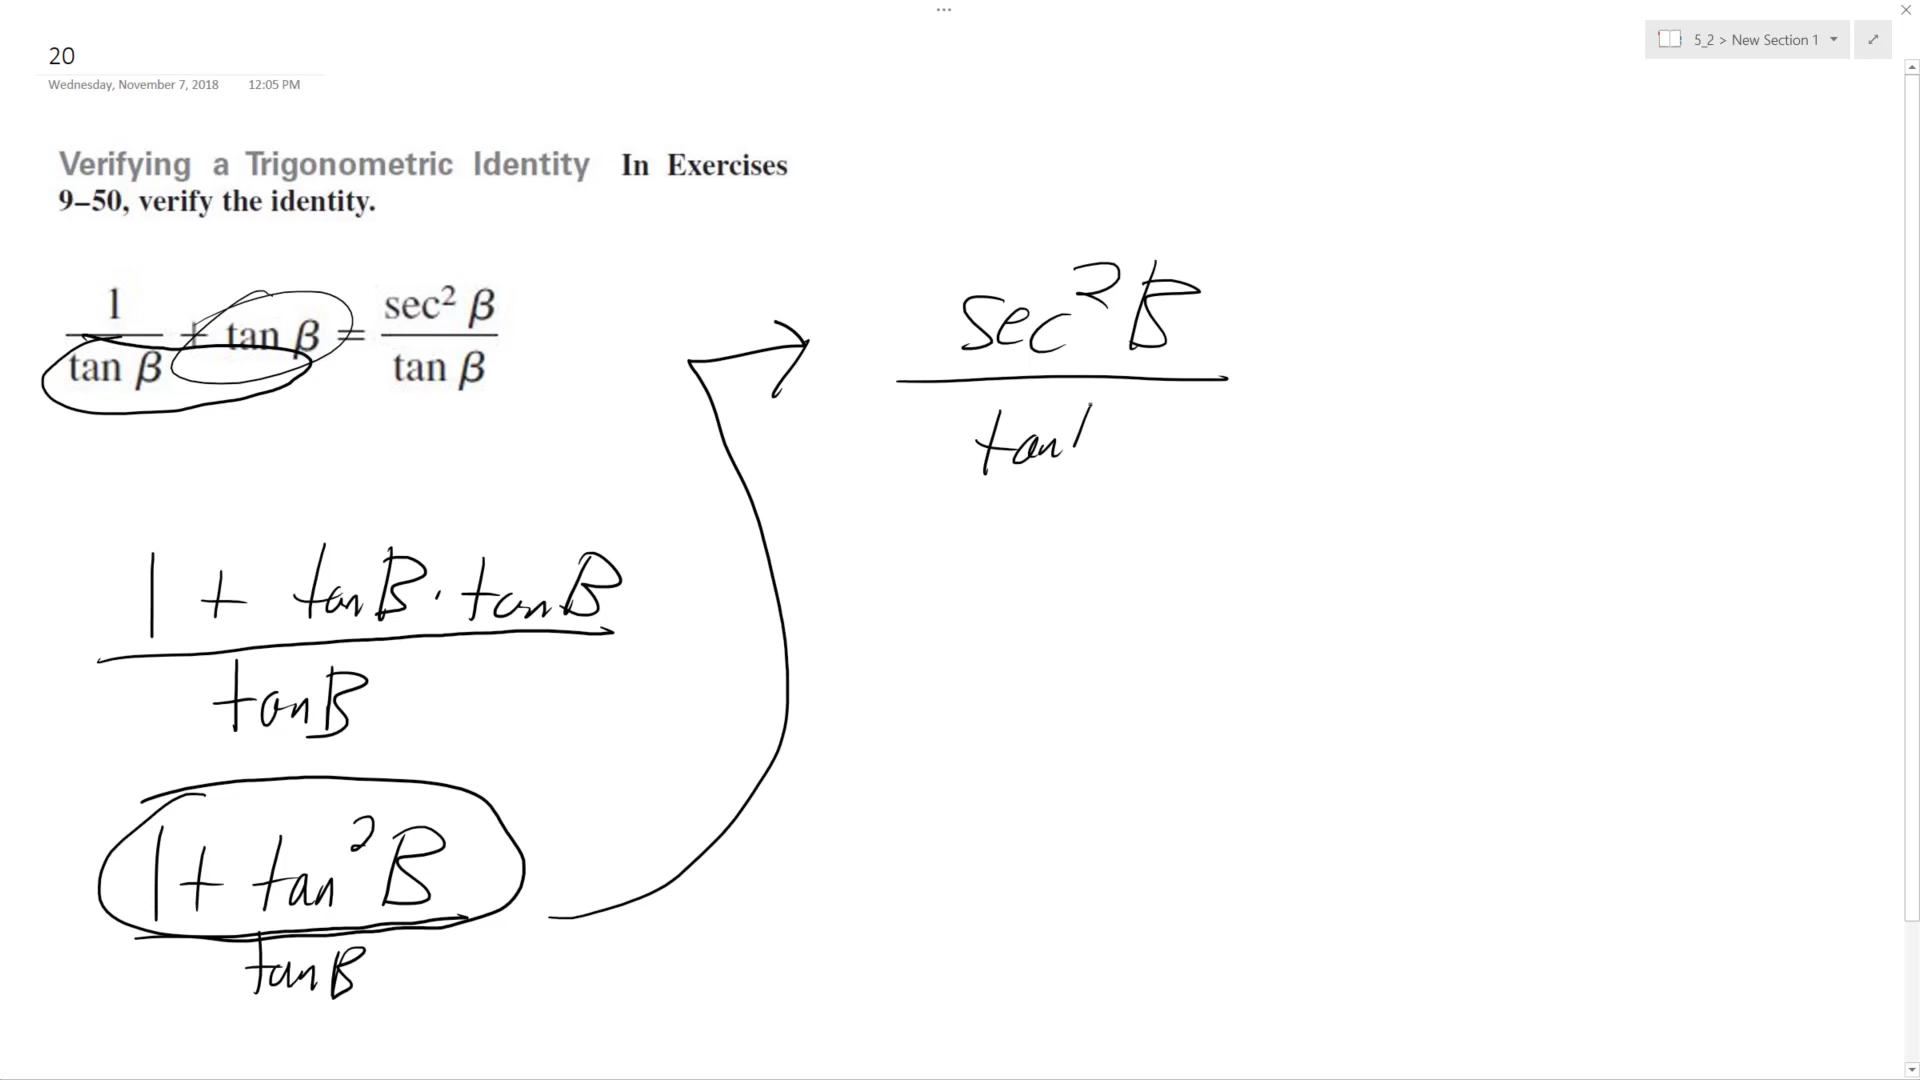 ...
5_2 > New Section 1
20
Wednesday, November 7, 2018 12:05 PM
Verifying a Trigonometric Identity In Exercises
9–50, verify the identity.
1/tan β + tan β = sec² β/tan β
sec² B
tan
1 + tan B · tan B
tan B
1 + tan² B
tan B